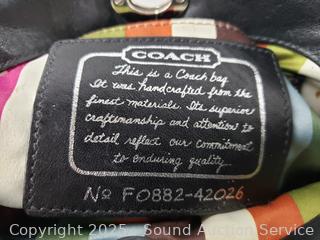 COACH
This is a Coach bag.
It was handcrafted from the
finest materials. Its superior
craftsmanship and attention to
detail reflect our commitment
to enduring quality.
No F0882-42026
Copyright 2025 - Sound Auction Service